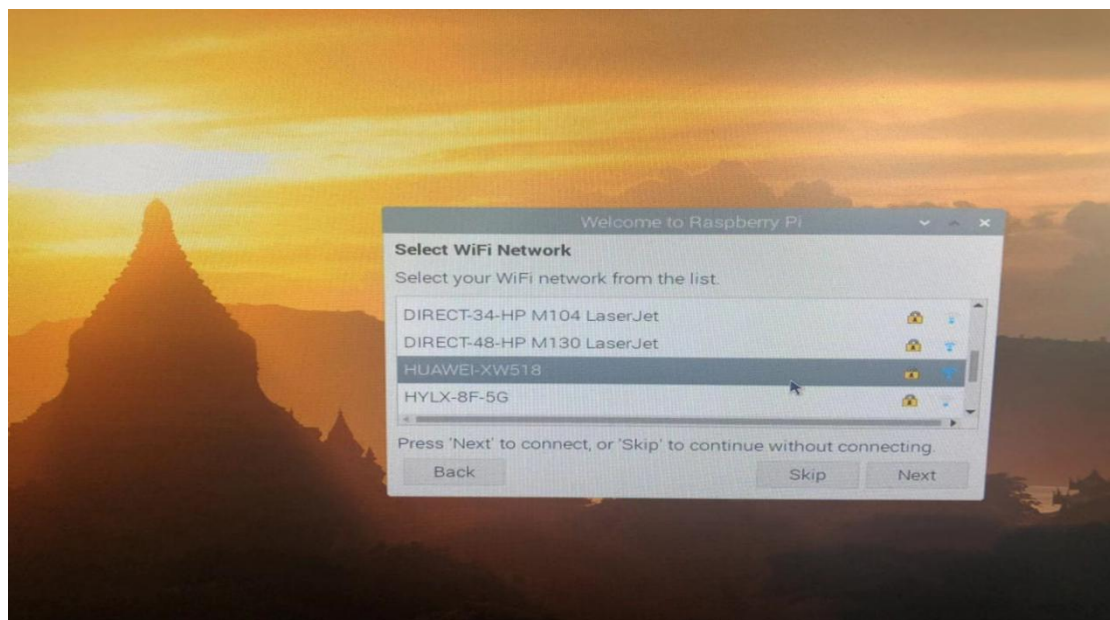 Welcome to Raspberry Pi
Select WiFi Network
Select your WiFi network from the list.
DIRECT-34-HP M104 LaserJet
DIRECT-48-HP M130 LaserJet
HUAWEI-XW518
HYLX-8F-5G
Press 'Next' to connect, or 'Skip' to continue without connecting.
Back Skip Next